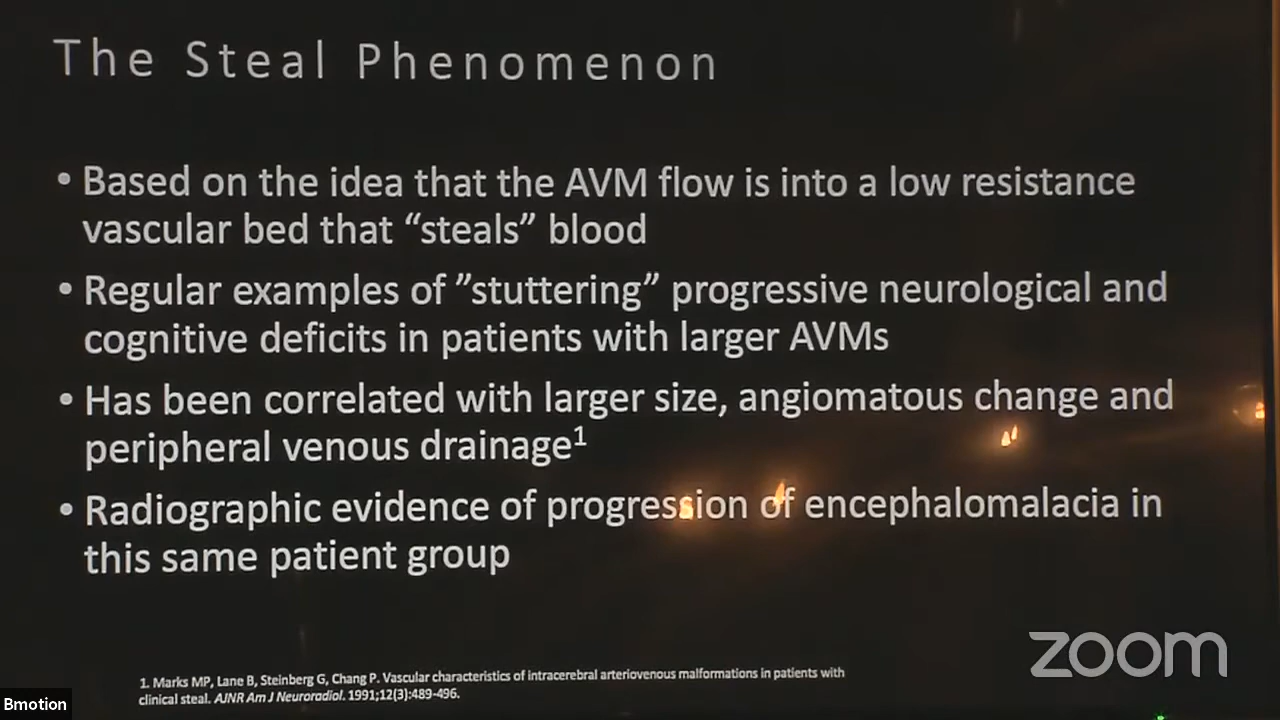 The Steal Phenomenon
• Based on the idea that the AVM flow is into a low resistance
vascular bed that “steals” blood
• Regular examples of ”stuttering” progressive neurological and
cognitive deficits in patients with larger AVMs
• Has been correlated with larger size, angiomatous change and
peripheral venous drainage¹
• Radiographic evidence of progression of encephalomalacia in
this same patient group
1. Marks MP, Lane B, Steinberg G, Chang P. Vascular characteristics of intracerebral arteriovenous malformations in patients with
clinical steal. AJNR Am J Neuroradiol. 1991;12(3):489-496.
zoom
Bmotion